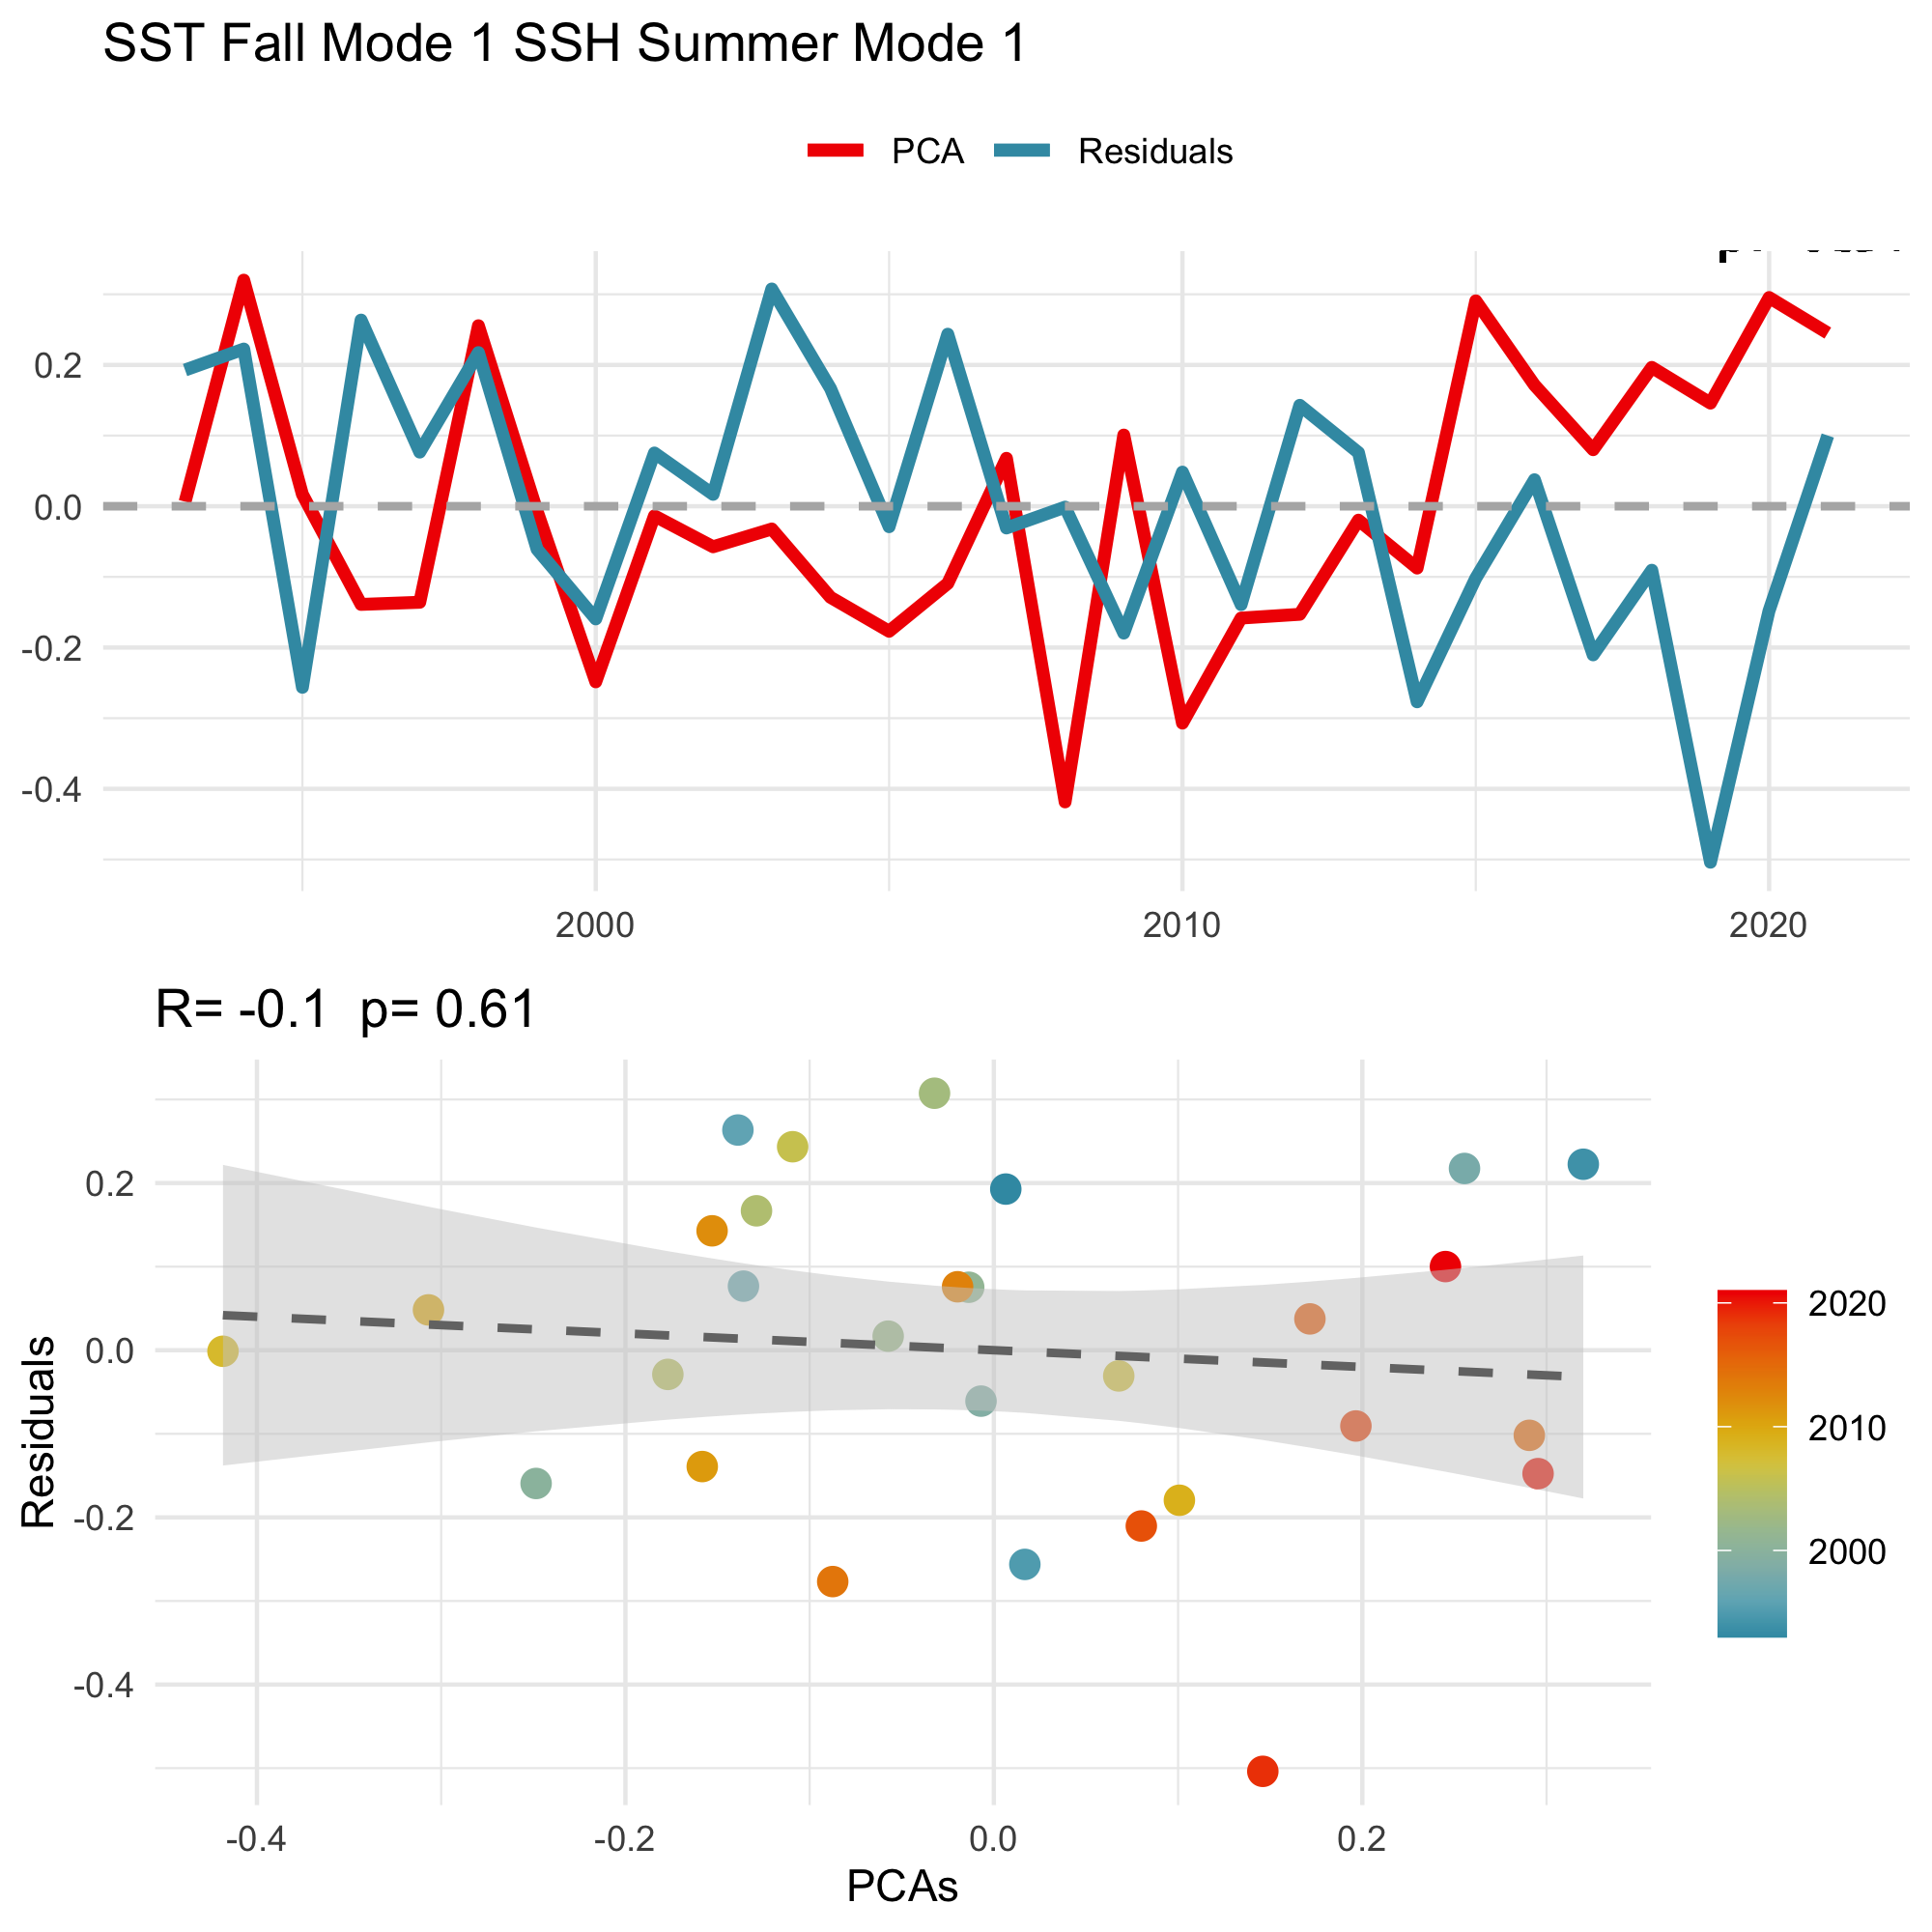 SST Fall Mode 1 SSH Summer Mode 1
PCA Residuals
0.2
0.0
-0.2
-0.4
2000 2010 2020
R= -0.1 p= 0.61
Residuals
0.2
0.0
-0.2
-0.4
-0.4 -0.2 0.0 0.2
PCAs
2020
2010
2000